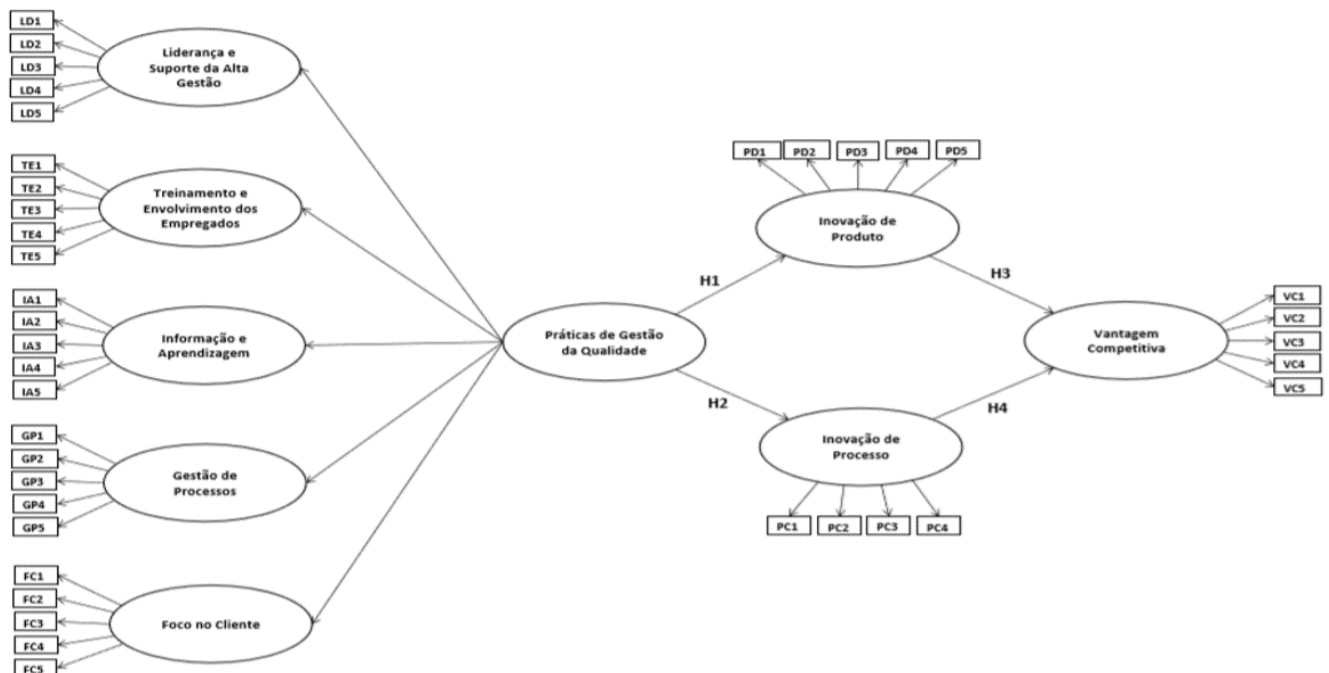 LD1
LD2
LD3
LD4
LD5
Liderança e
Suporte da Alta
Gestão
TE1
TE2
TE3
TE4
TE5
Treinamento e
Envolvimento dos
Empregados
IA1
IA2
IA3
IA4
IA5
Informação e
Aprendizagem
GP1
GP2
GP3
GP4
GP5
Gestão de
Processos
FC1
FC2
FC3
FC4
FC5
Foco no Cliente
Práticas de Gestão
da Qualidade
H1
H2
PD1 PD2 PD3 PD4 PD5
Inovação de
Produto
Inovação de
Processo
PC1 PC2 PC3 PC4
H3
H4
Vantagem
Competitiva
VC1
VC2
VC3
VC4
VC5